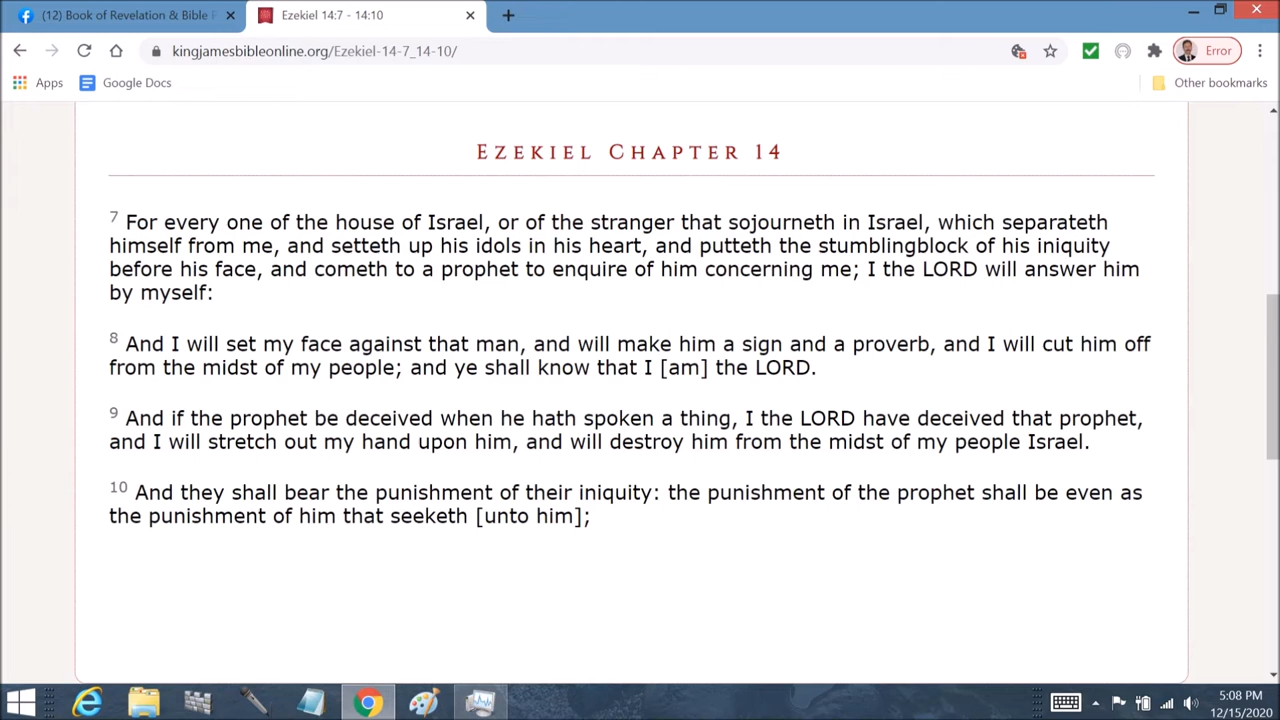 (12) Book of Revelation & Bible
Ezekiel 14:7 - 14:10
kingjamesbibleonline.org/Ezekiel-14-7_14-10/
Error
Apps
Google Docs
Other bookmarks
EZEKIEL CHAPTER 14
7 For every one of the house of Israel, or of the stranger that sojourneth in Israel, which separateth
himself from me, and setteth up his idols in his heart, and putteth the stumblingblock of his iniquity
before his face, and cometh to a prophet to enquire of him concerning me; I the LORD will answer him
by myself:
8 And I will set my face against that man, and will make him a sign and a proverb, and I will cut him off
from the midst of my people; and ye shall know that I [am] the LORD.
9 And if the prophet be deceived when he hath spoken a thing, I the LORD have deceived that prophet,
and I will stretch out my hand upon him, and will destroy him from the midst of my people Israel.
10 And they shall bear the punishment of their iniquity: the punishment of the prophet shall be even as
the punishment of him that seeketh [unto him];
5:08 PM
12/15/2020